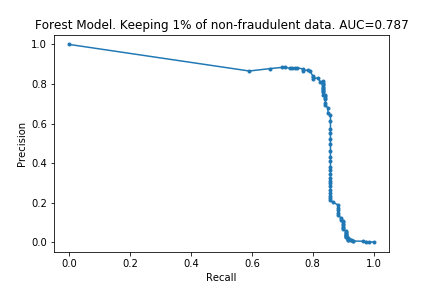 Forest Model. Keeping 1% of non-fraudulent data. AUC=0.787
1.0
0.8
0.6
0.4
0.2
0.0
Precision
0.0 0.2 0.4 0.6 0.8 1.0
Recall